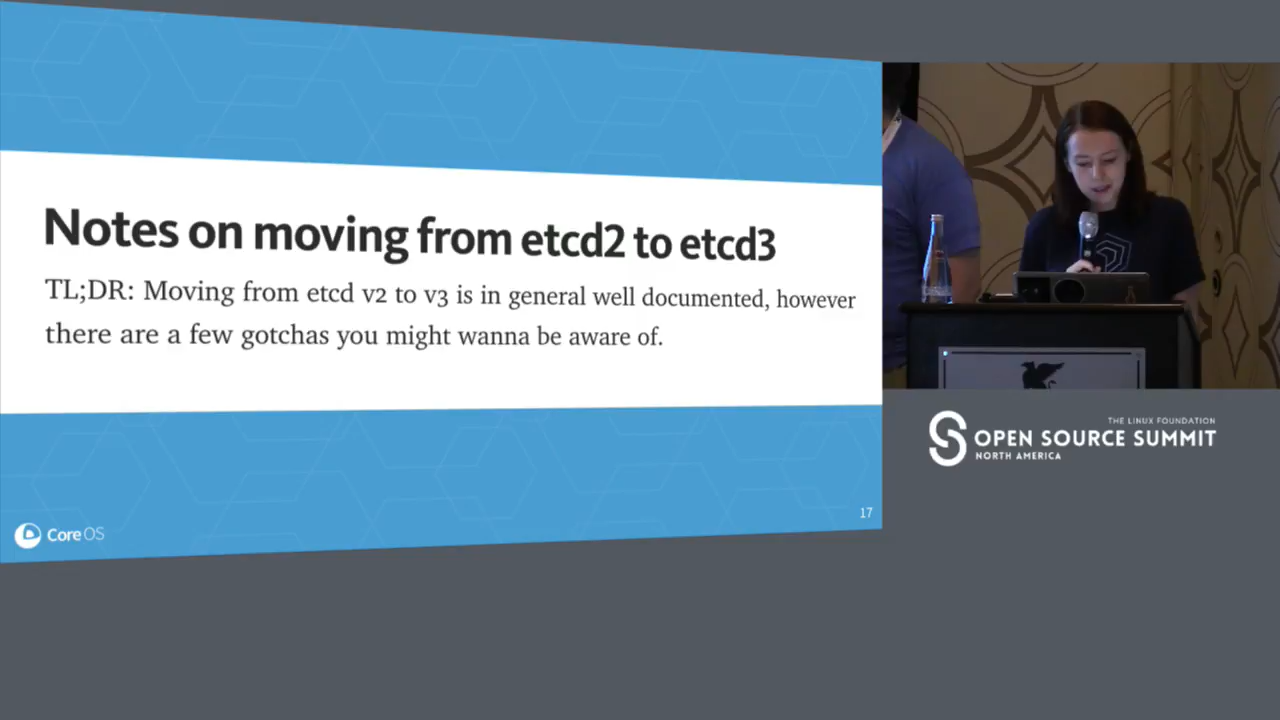 Notes on moving from etcd2 to etcd3
TL;DR: Moving from etcd v2 to v3 is in general well documented, however
there are a few gotchas you might wanna be aware of.
17
CoreOS
THE LINUX FOUNDATION
OPEN SOURCE SUMMIT
NORTH AMERICA